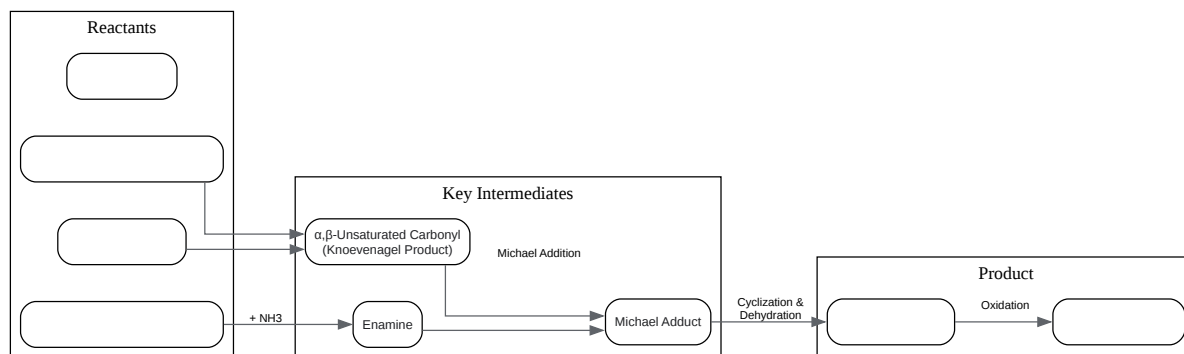 Reactants
Key Intermediates
α,β-Unsaturated Carbonyl
(Knoevenagel Product)
Michael Addition
Product
+ NH3
Enamine
Michael Adduct
Cyclization &
Dehydration
Oxidation